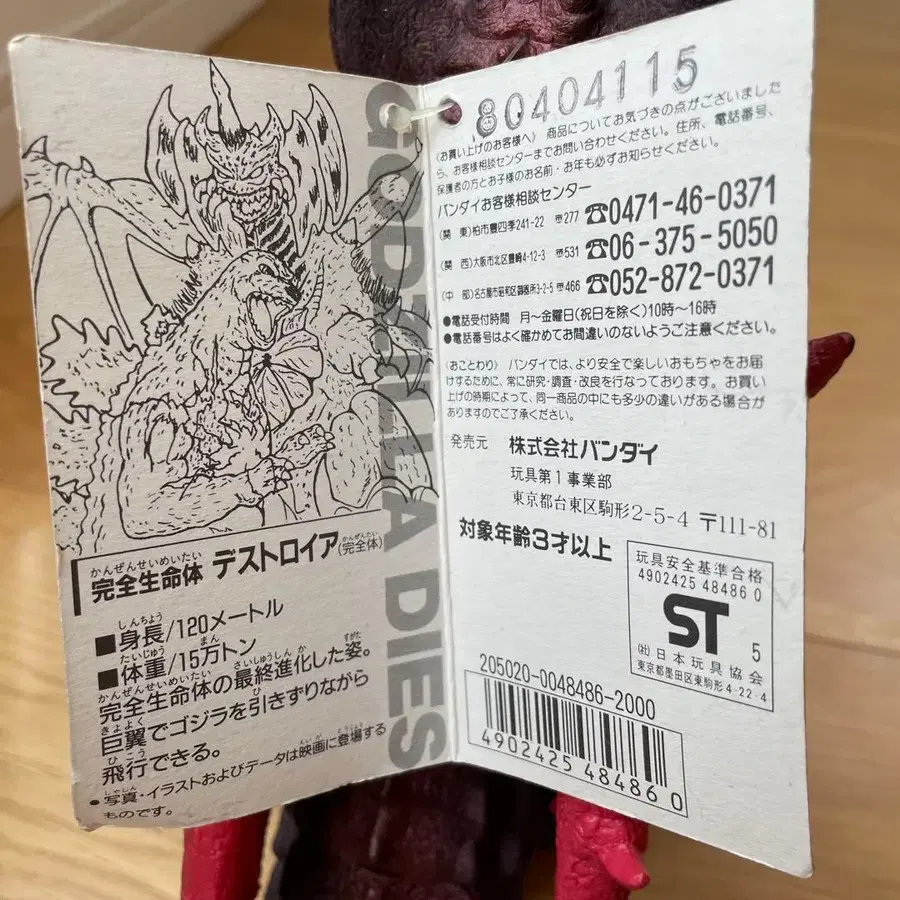 GODZILLA DIES
かんぜんせいめいたい
完全生命体 デストロイア(完全体)
かんぜんたい
しんちょう
■身長/120メートル
たいじゅう まん
■体重/15万トン
かんぜんせいめいたい さいしゅうしんか すがた
完全生命体の最終進化した姿。
きょよく ひ
巨翼でゴジラを引きずりながら
ひこう
飛行できる。
しゃしん えいが とうじょう
●写真・イラストおよびデータは映画に登場する
ものです。
80404115
〈お買い上げのお客様へ〉 商品についてお気づきの点がございました
ら、お客様相談センターまでお問い合わせください。住所、電話番号、
保護者の方とお子様のお名前・お年も必ずお知らせください。
バンダイお客様相談センター
(関 東)柏市豊四季241-22 〠277 ☎0471-46-0371
(関 西)大阪市北区豊崎4-12-3 〠531 ☎06-375-5050
(中 部)名古屋市昭和区御器所3-2-5 〠466 ☎052-872-0371
●電話受付時間 月〜金曜日(祝日を除く)10時〜16時
●電話番号はよく確かめてお間違いのないようご注意ください。
〈おことわり〉 バンダイでは、より安全で楽しいおもちゃをお届
けするために、常に研究・調査・改良を行なっております。お買い
上げの時期によって、同一商品の中にも多少の違いがある場合が
ありますのでご了承ください。
発売元 株式会社バンダイ
玩具第1事業部
東京都台東区駒形2-5-4 〒111-81
対象年齢3才以上
玩具安全基準合格
4902425 48486 0
ST 5
(社)日本玩具協会
東京都墨田区東駒形4-22-4
205020-0048486-2000
4902425 484860